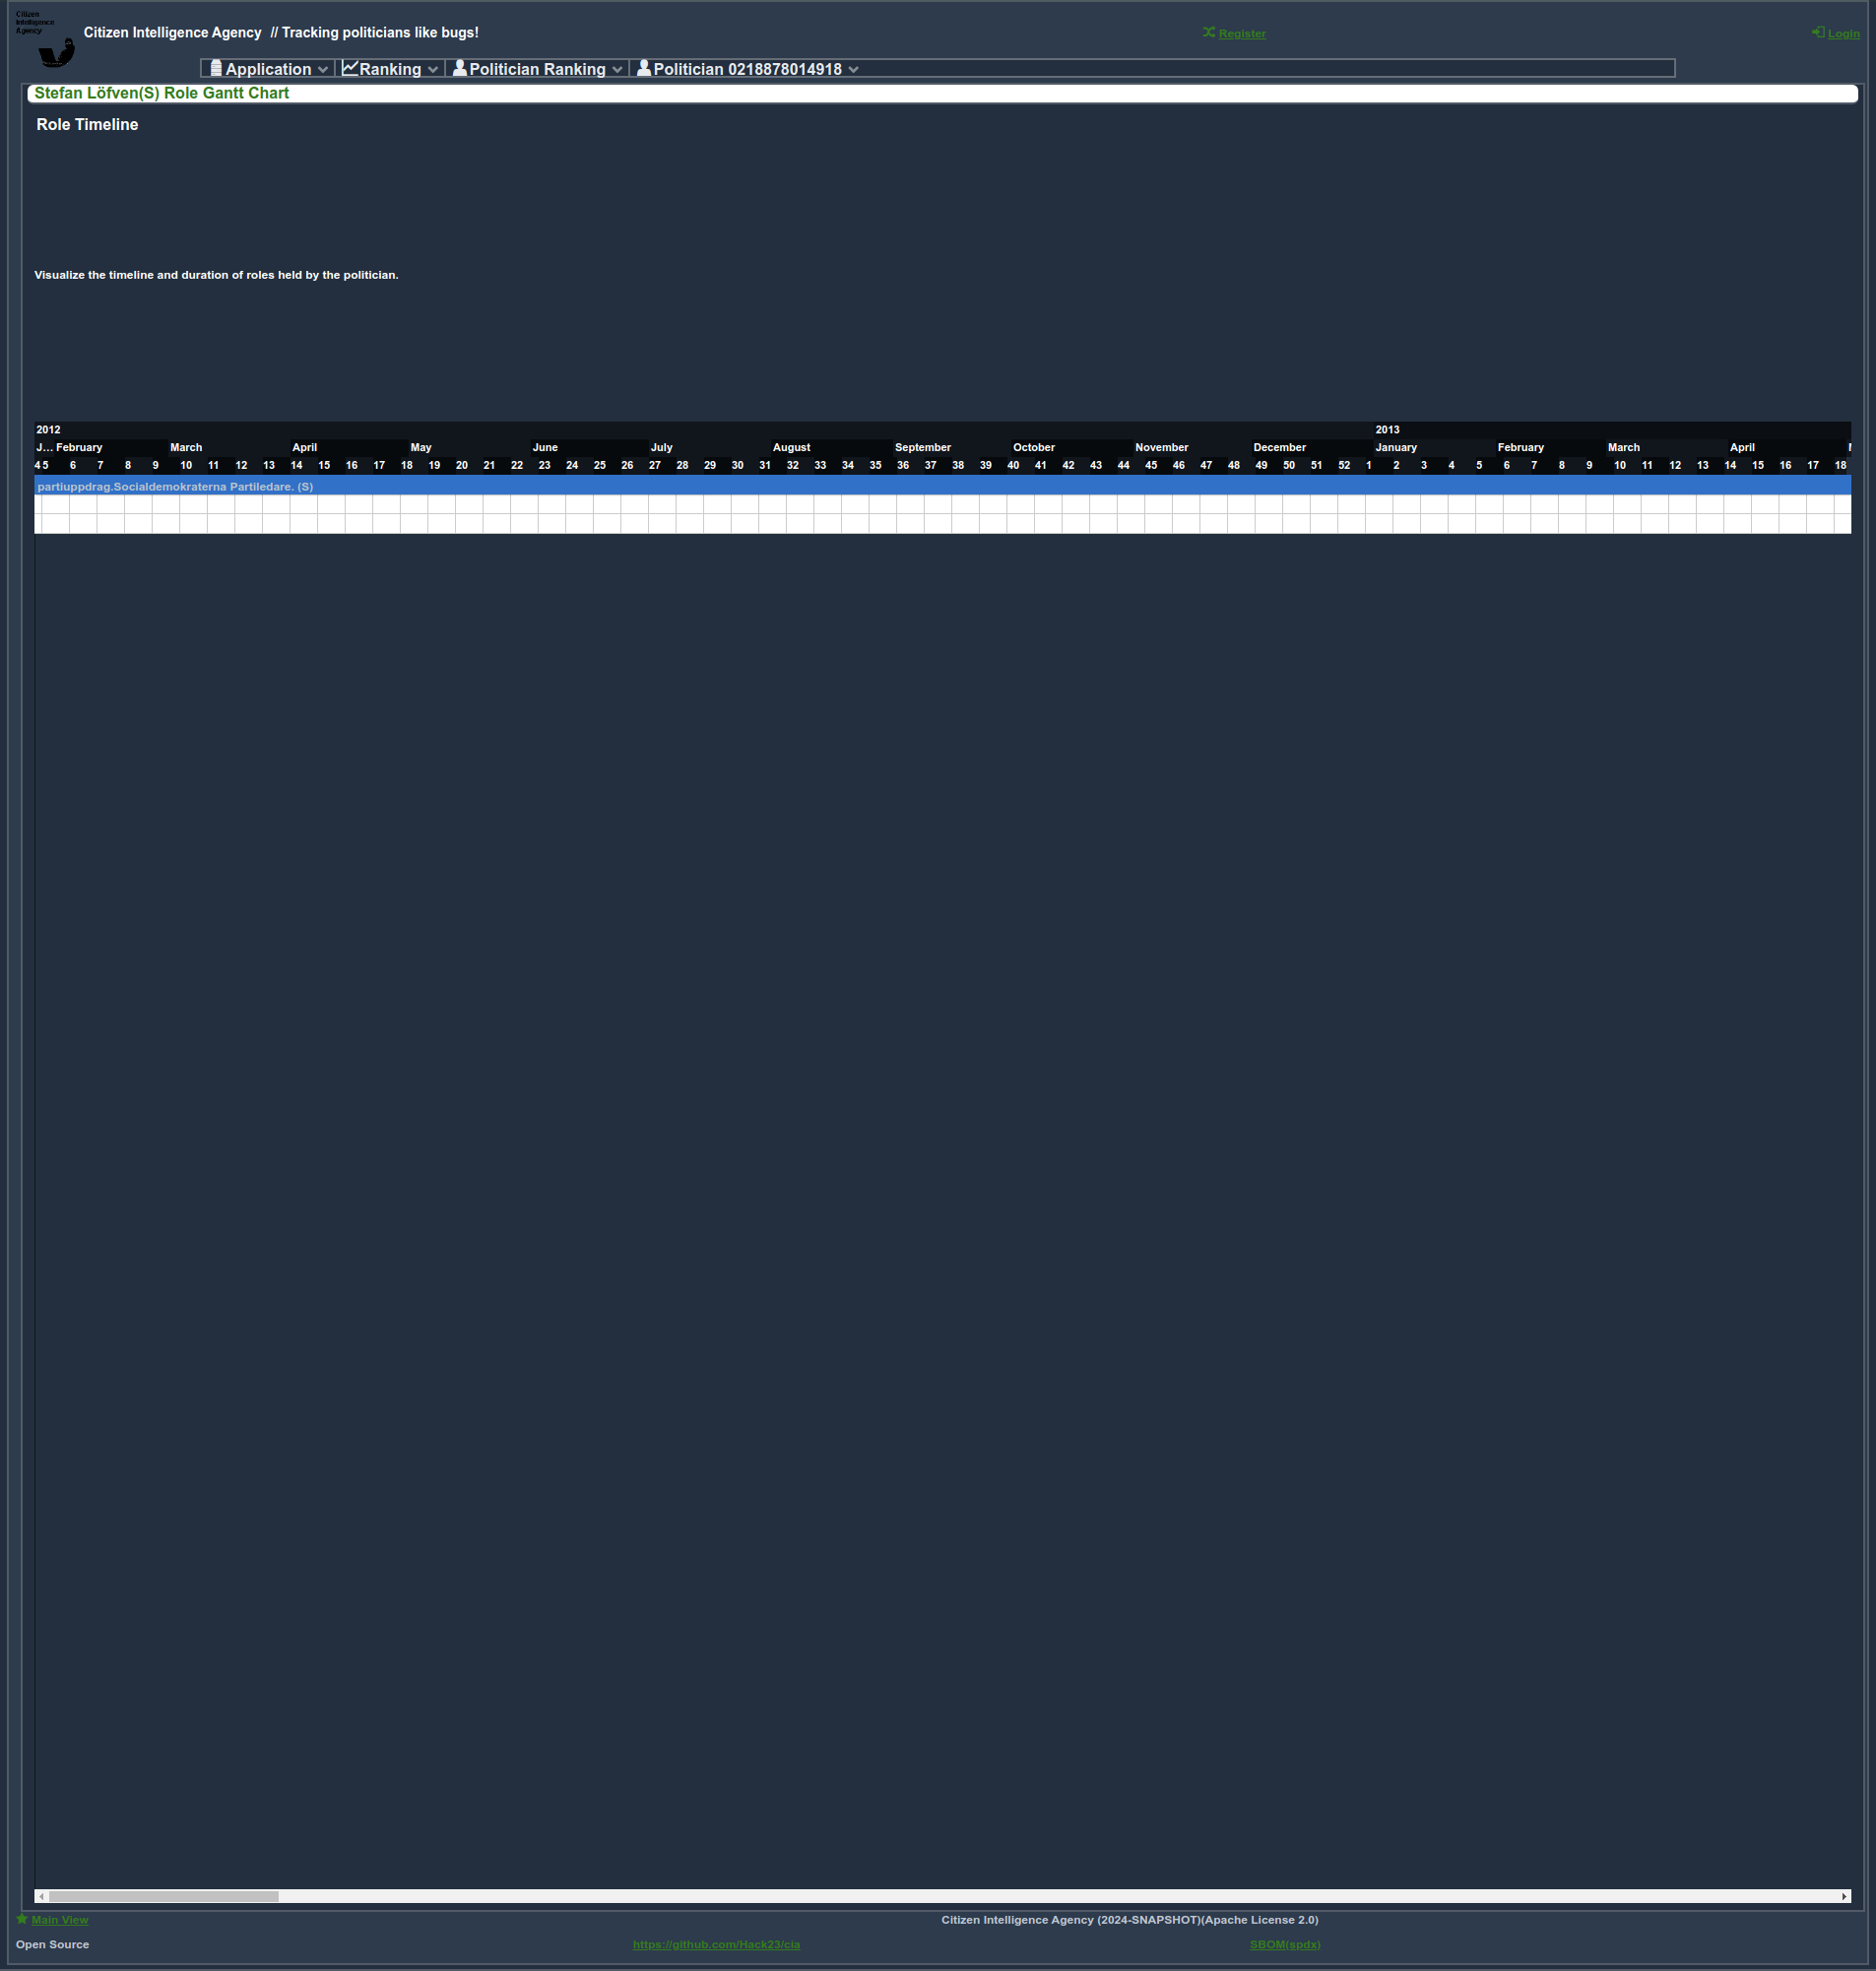 Citizen
Intelligence
Agency
Citizen Intelligence Agency // Tracking politicians like bugs!
Register
Login
Application
Ranking
Politician Ranking
Politician 0218878014918
Stefan Löfven(S) Role Gantt Chart
Role Timeline
Visualize the timeline and duration of roles held by the politician.
2012 2013
J... February March April May June July August September October November December January February March April
4 5 6 7 8 9 10 11 12 13 14 15 16 17 18 19 20 21 22 23 24 25 26 27 28 29 30 31 32 33 34 35 36 37 38 39 40 41 42 43 44 45 46 47 48 49 50 51 52 1 2 3 4 5 6 7 8 9 10 11 12 13 14 15 16 17 18
partiuppdrag.Socialdemokraterna Partiledare. (S)
Main View
Citizen Intelligence Agency (2024-SNAPSHOT)(Apache License 2.0)
Open Source
https://github.com/Hack23/cia
SBOM(spdx)